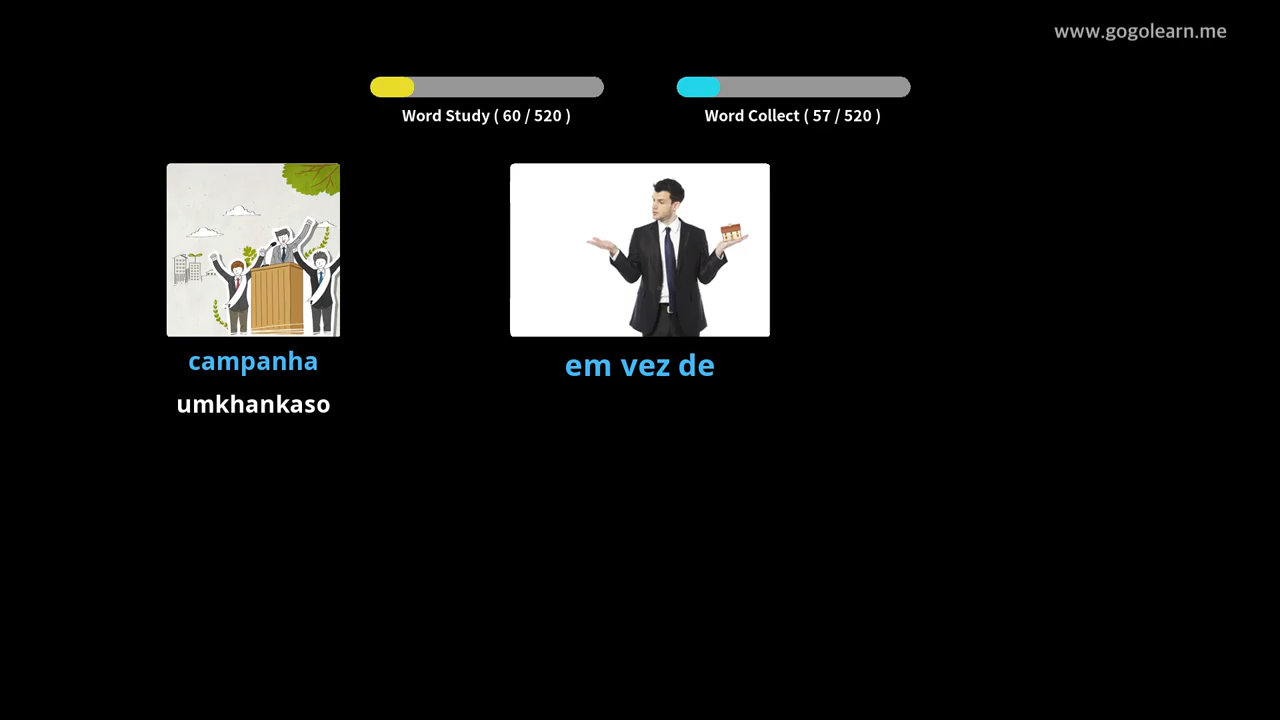 www.gogolearn.me
Word Study ( 60 / 520 )
Word Collect ( 57 / 520 )
campanha
umkhankaso
em vez de